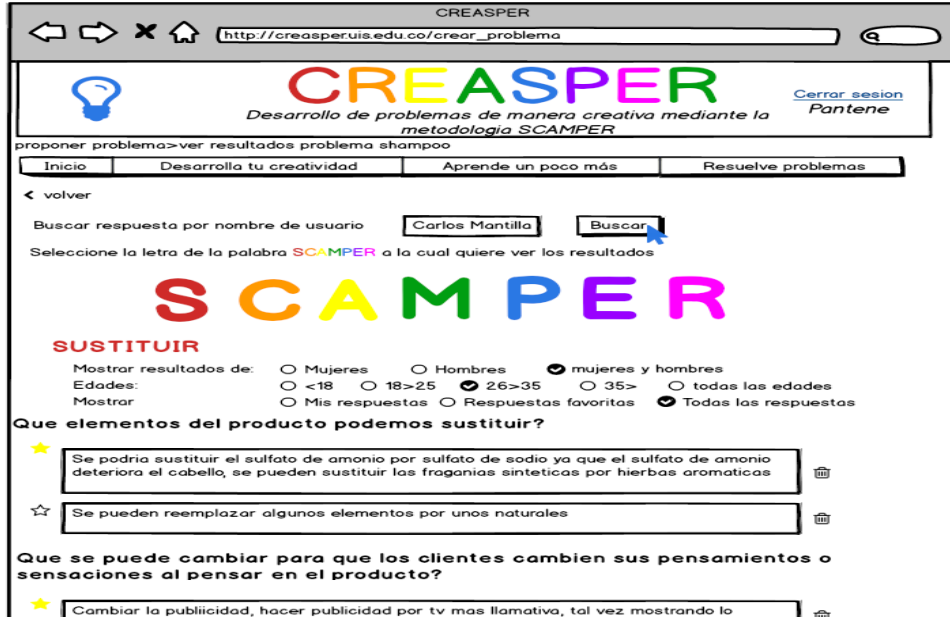 CREASPER
http://creasper.uis.edu.co/crear_problema
CREASPER
Desarrollo de problemas de manera creativa mediante la
metodologia SCAMPER
Cerrar sesion
Pantene
proponer problema>ver resultados problema shampoo
Inicio Desarrolla tu creatividad Aprende un poco más Resuelve problemas
< volver
Buscar respuesta por nombre de usuario Carlos Mantilla Buscar
Seleccione la letra de la palabra SCAMPER a la cual quiere ver los resultados
S C A M P E R
SUSTITUIR
Mostrar resultados de: Mujeres Hombres mujeres y hombres
Edades: <18 18>25 26>35 35> todas las edades
Mostrar Mis respuestas Respuestas favoritas Todas las respuestas
Que elementos del producto podemos sustituir?
Se podria sustituir el sulfato de amonio por sulfato de sodio ya que el sulfato de amonio
deteriora el cabello, se pueden sustituir las fraganias sinteticas por hierbas aromaticas
Se pueden reemplazar algunos elementos por unos naturales
Que se puede cambiar para que los clientes cambien sus pensamientos o
sensaciones al pensar en el producto?
Cambiar la publiicidad, hacer publicidad por tv mas llamativa, tal vez mostrando lo